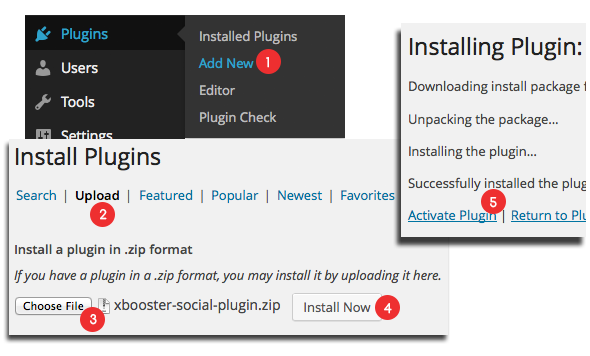 Plugins
Users
Tools
Settings
Installed Plugins
Add New 1
Editor
Plugin Check
Install Plugins
Search | Upload | Featured | Popular | Newest | Favorites
2
Install a plugin in .zip format
If you have a plugin in a .zip format, you may install it by uploading it here.
Choose File xbooster-social-plugin.zip Install Now 4
3
Installing Plugin:
Downloading install package
Unpacking the package...
Installing the plugin...
Successfully installed the plug
5
Activate Plugin | Return to Plu